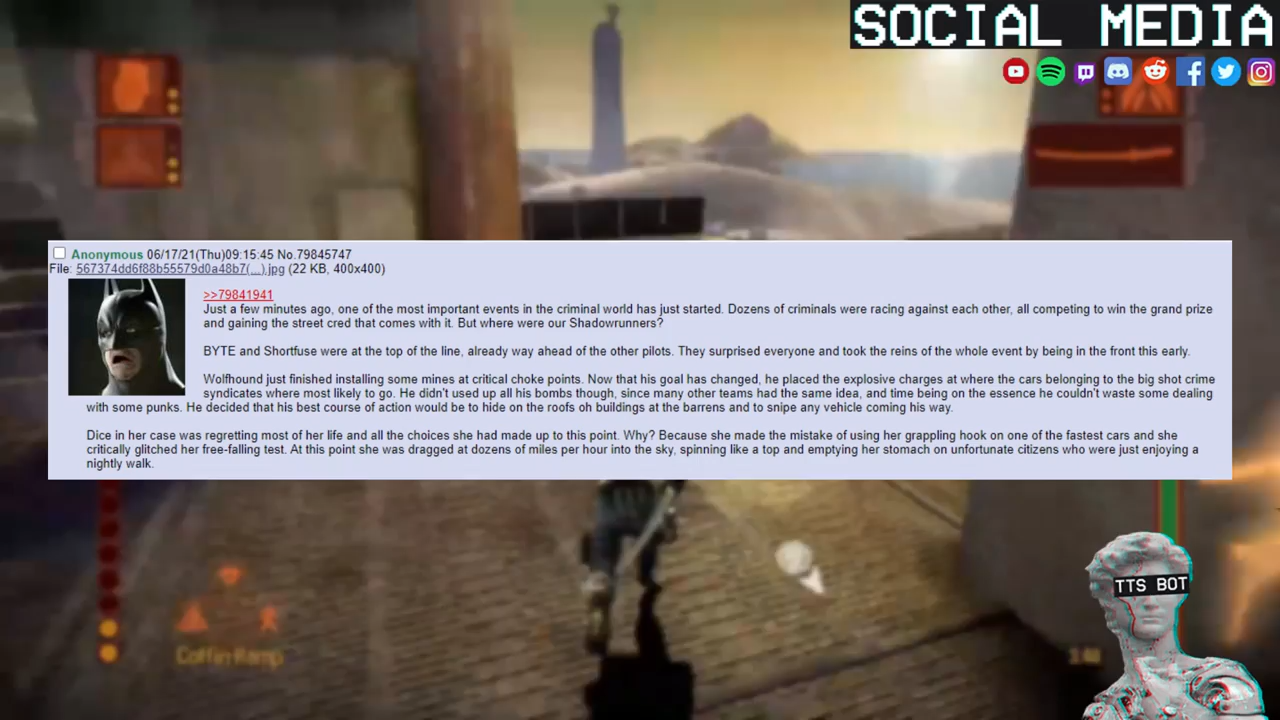 SOCIAL MEDIA
Anonymous 06/17/21(Thu)09:15:45 No.79845747
File: 567374dd6f88b55579d0a48b7(...).jpg (22 KB, 400x400)
>>79841941
Just a few minutes ago, one of the most important events in the criminal world has just started. Dozens of criminals were racing against each other, all competing to win the grand prize
and gaining the street cred that comes with it. But where were our Shadowrunners?
BYTE and Shortfuse were at the top of the line, already way ahead of the other pilots. They surprised everyone and took the reins of the whole event by being in the front this early.
Wolfhound just finished installing some mines at critical choke points. Now that his goal has changed, he placed the explosive charges at where the cars belonging to the big shot crime
syndicates where most likely to go. He didn't used up all his bombs though, since many other teams had the same idea, and time being on the essence he couldn't waste some dealing
with some punks. He decided that his best course of action would be to hide on the roofs oh buildings at the barrens and to snipe any vehicle coming his way.
Dice in her case was regretting most of her life and all the choices she had made up to this point. Why? Because she made the mistake of using her grappling hook on one of the fastest cars and she
critically glitched her free-falling test. At this point she was dragged at dozens of miles per hour into the sky, spinning like a top and emptying her stomach on unfortunate citizens who were just enjoying a
nightly walk.
TTS BOT